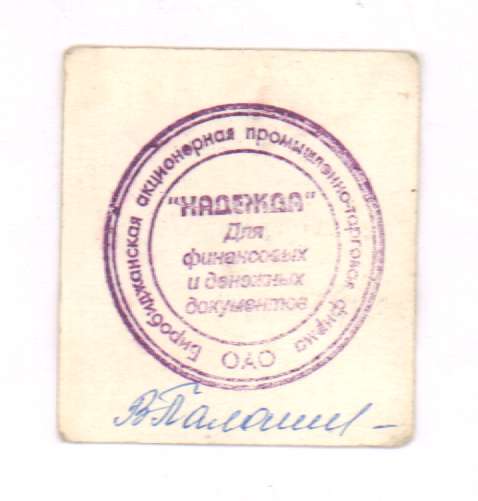 ОАО Биробиджанская акционерная промышленно-торговая фирма
"НАДЕЖДА"
Для
финансовых
и денежных
документов